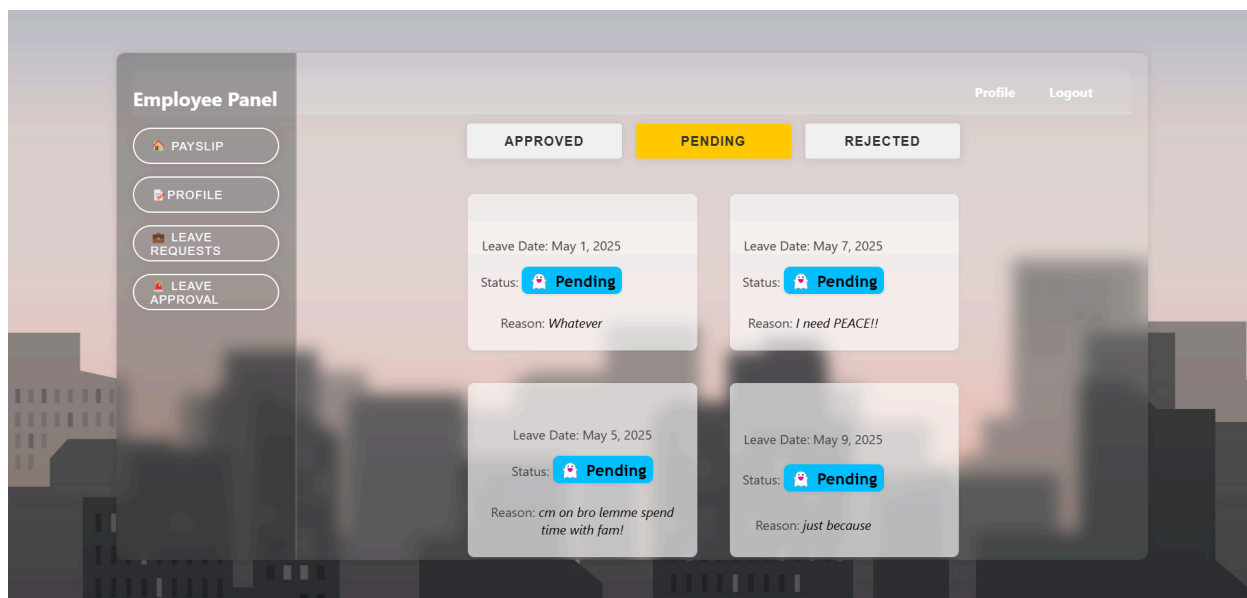 Employee Panel
Profile Logout
PAYSLIP
PROFILE
LEAVE
REQUESTS
LEAVE
APPROVAL
APPROVED PENDING REJECTED
Leave Date: May 1, 2025
Status: Pending
Reason: Whatever
Leave Date: May 7, 2025
Status: Pending
Reason: I need PEACE!!
Leave Date: May 5, 2025
Status: Pending
Reason: cm on bro lemme spend
time with fam!
Leave Date: May 9, 2025
Status: Pending
Reason: just because